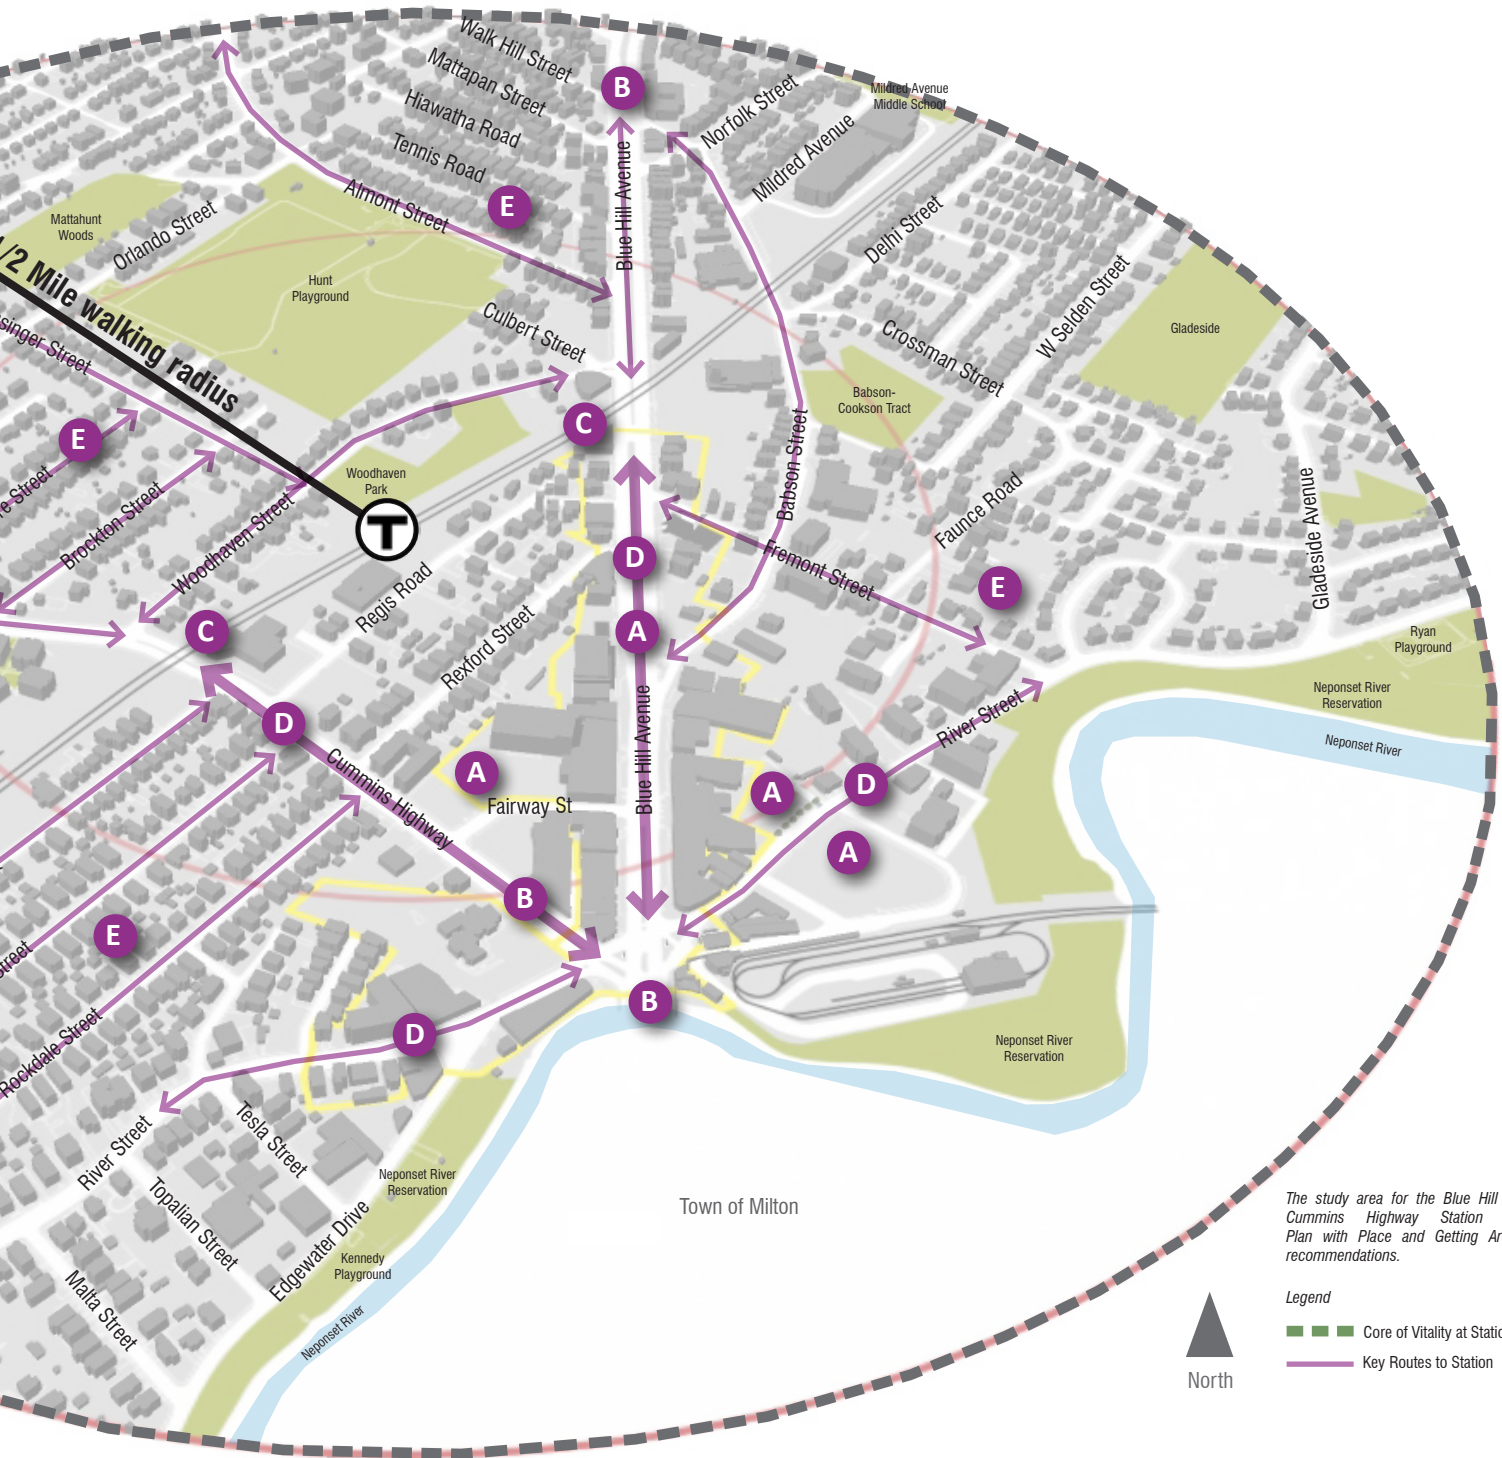 Walk Hill Street
Mattapan Street
Hiawatha Road
Tennis Road
B
Norfolk Street
Mildred Avenue
Middle School
Mildred Avenue
Blue Hill Avenue
Almont Street
E
Mattahunt
Woods
Orlando Street
Delhi Street
Hunt
Playground
1/2 Mile walking radius
Culbert Street
W Selden Street
Gladeside
Crossman Street
Babson-
Cookson Tract
singer Street
E
C
Babson Street
Woodhaven
Park
T
Brockton Street
Woodhaven Street
Street
Faunce Road
Gladeside Avenue
D
Fremont Street
E
Regis Road
C
A
Rexford Street
Ryan
Playground
Neponset River
Reservation
Neponset River
River Street
D
Blue Hill Avenue
Cummins Highway
A
Fairway St
A
D
A
B
E
Street
B
D
Rockdale Street
Neponset River
Reservation
River Street
Tesla Street
Topalian Street
Neponset River
Reservation
Edgewater Drive
Kennedy
Playground
Malta Street
Neponset River
Town of Milton
The study area for the Blue Hill
Cummins Highway Station
Plan with Place and Getting Ar
recommendations.
Legend
Core of Vitality at Static
Key Routes to Station
North